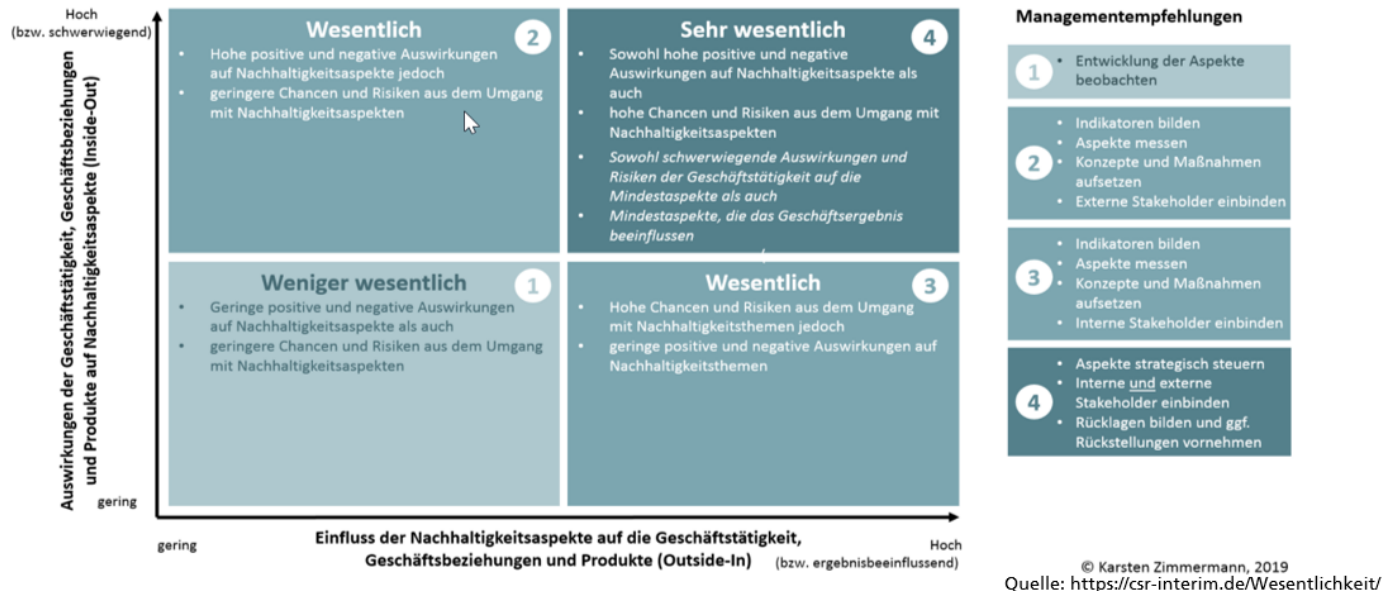 Hoch
(bzw. schwerwiegend)
Auswirkungen der Geschäftstätigkeit, Geschäftsbeziehungen
und Produkte auf Nachhaltigkeitsaspekte (Inside-Out)
gering
Wesentlich
2
• Hohe positive und negative Auswirkungen
auf Nachhaltigkeitsaspekte jedoch
• geringere Chancen und Risiken aus dem Umgang
mit Nachhaltigkeitsaspekten
Sehr wesentlich
4
• Sowohl hohe positive und negative
Auswirkungen auf Nachhaltigkeitsaspekte als
auch
• hohe Chancen und Risiken aus dem Umgang mit
Nachhaltigkeitsaspekten
• Sowohl schwerwiegende Auswirkungen und
Risiken der Geschäftstätigkeit auf die
Mindestaspekte als auch
• Mindestaspekte, die das Geschäftsergebnis
beeinflussen
Weniger wesentlich
1
• Geringe positive und negative Auswirkungen
auf Nachhaltigkeitsaspekte als auch
• geringere Chancen und Risiken aus dem Umgang
mit Nachhaltigkeitsaspekten
Wesentlich
3
• Hohe Chancen und Risiken aus dem Umgang
mit Nachhaltigkeitsthemen jedoch
• geringe positive und negative Auswirkungen auf
Nachhaltigkeitsthemen
gering
Einfluss der Nachhaltigkeitsaspekte auf die Geschäftstätigkeit,
Geschäftsbeziehungen und Produkte (Outside-In)
Hoch
(bzw. ergebnisbeeinflussend)
Managementempfehlungen
1
• Entwicklung der Aspekte
beobachten
2
• Indikatoren bilden
• Aspekte messen
• Konzepte und Maßnahmen
aufsetzen
• Externe Stakeholder einbinden
3
• Indikatoren bilden
• Aspekte messen
• Konzepte und Maßnahmen
aufsetzen
• Interne Stakeholder einbinden
4
• Aspekte strategisch steuern
• Interne und externe
Stakeholder einbinden
• Rücklagen bilden und ggf.
Rückstellungen vornehmen
© Karsten Zimmermann, 2019
Quelle: https://csr-interim.de/Wesentlichkeit/